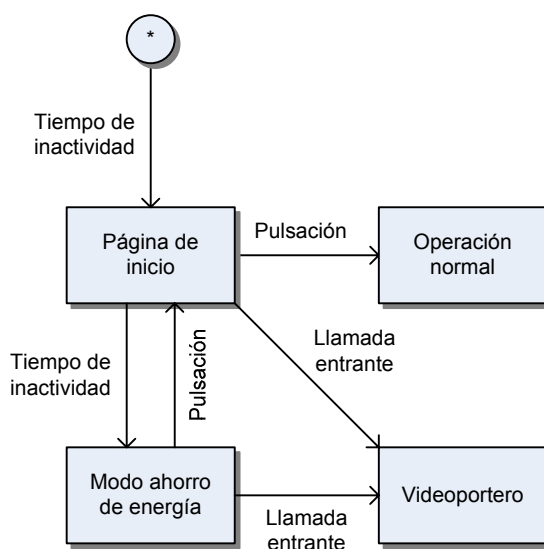 *
Tiempo de
inactividad
Página de
inicio
Pulsación
Operación
normal
Llamada
entrante
Tiempo de
inactividad
Pulsación
Modo ahorro
de energía
Llamada
entrante
Videoportero